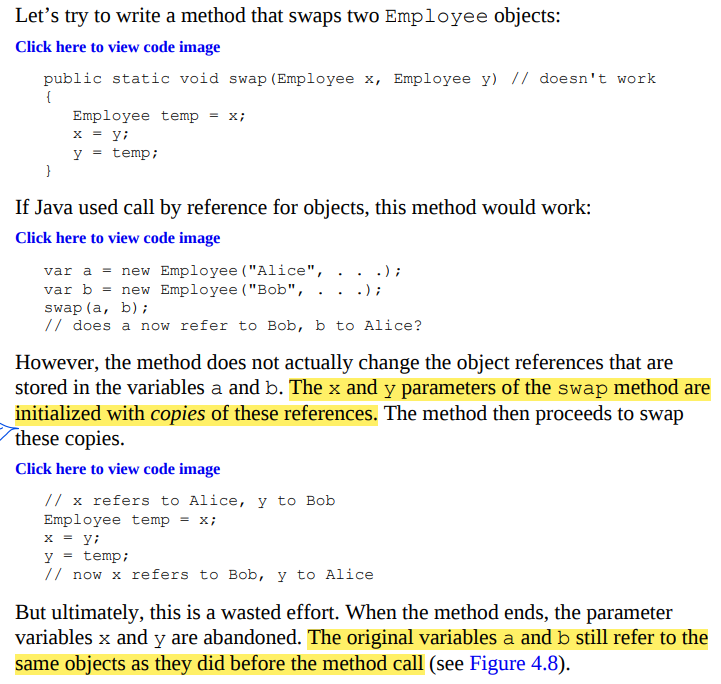 Let’s try to write a method that swaps two Employee objects:
Click here to view code image
public static void swap(Employee x, Employee y) // doesn't work
{
Employee temp = x;
x = y;
y = temp;
}
If Java used call by reference for objects, this method would work:
Click here to view code image
var a = new Employee("Alice", . . .);
var b = new Employee("Bob", . . .);
swap(a, b);
// does a now refer to Bob, b to Alice?
However, the method does not actually change the object references that are
stored in the variables a and b. The x and y parameters of the swap method are
initialized with copies of these references. The method then proceeds to swap
these copies.
Click here to view code image
// x refers to Alice, y to Bob
Employee temp = x;
x = y;
y = temp;
// now x refers to Bob, y to Alice
But ultimately, this is a wasted effort. When the method ends, the parameter
variables x and y are abandoned. The original variables a and b still refer to the
same objects as they did before the method call (see Figure 4.8).